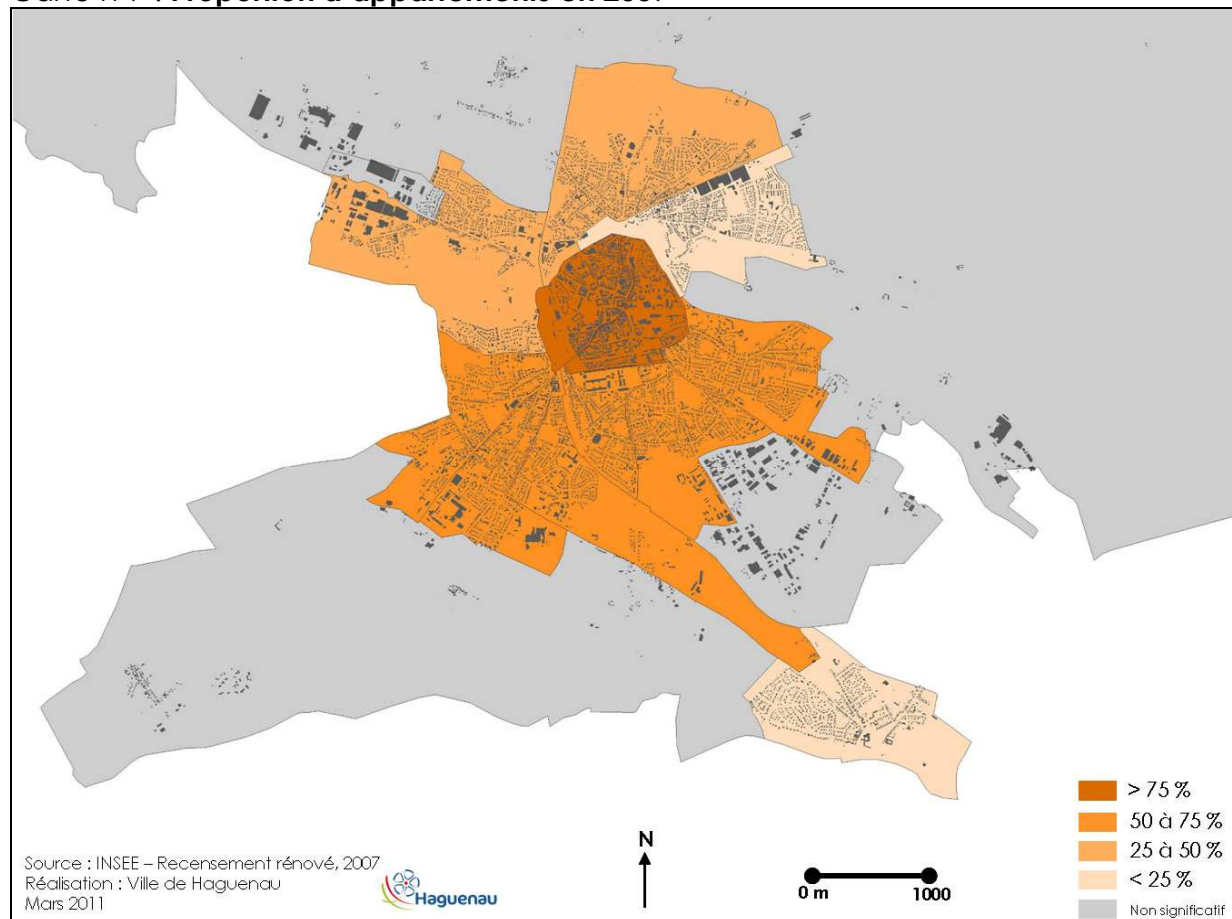 > 75 %
50 à 75 %
25 à 50 %
< 25 %
Non significatif
N
0 m 1000
Source : INSEE – Recensement rénové, 2007
Réalisation : Ville de Haguenau
Mars 2011
Haguenau